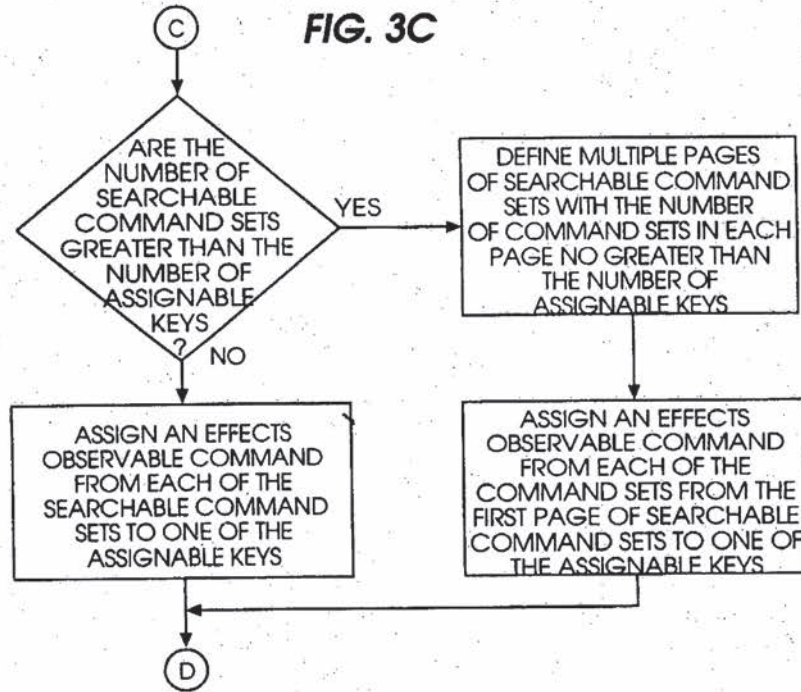 C
FIG. 3C
ARE THE
NUMBER OF
SEARCHABLE
COMMAND SETS
GREATER THAN THE
NUMBER OF
ASSIGNABLE
KEYS
?
YES
NO
DEFINE MULTIPLE PAGES
OF SEARCHABLE COMMAND
SETS WITH THE NUMBER
OF COMMAND SETS IN EACH
PAGE NO GREATER THAN
THE NUMBER OF
ASSIGNABLE KEYS
ASSIGN AN EFFECTS
OBSERVABLE COMMAND
FROM EACH OF THE
SEARCHABLE COMMAND
SETS TO ONE OF THE
ASSIGNABLE KEYS
ASSIGN AN EFFECTS
OBSERVABLE COMMAND
FROM EACH OF THE
COMMAND SETS FROM THE
FIRST PAGE OF SEARCHABLE
COMMAND SETS TO ONE OF
THE ASSIGNABLE KEYS
D